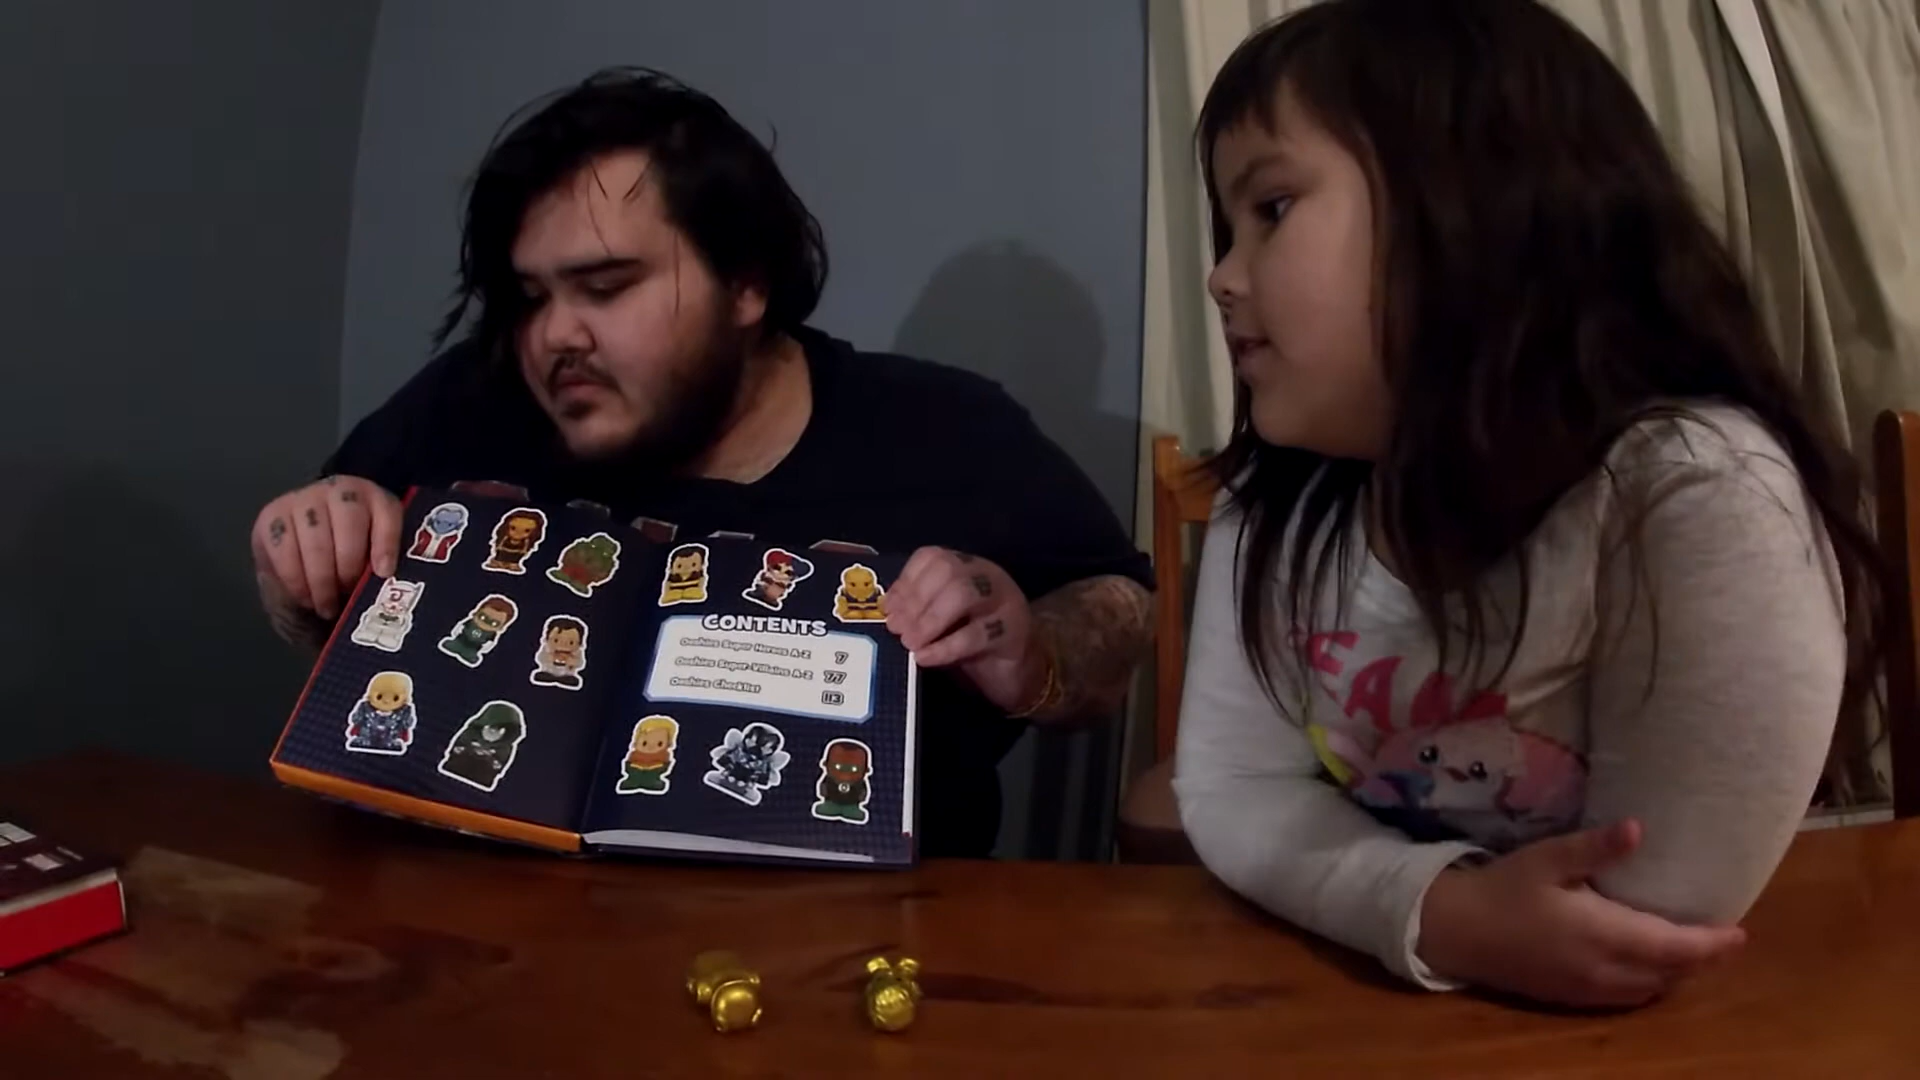 CONTENTS
Ooshies Super Heroes A-Z 7
Ooshies Super-Villains A-Z 77
Ooshies Checklist 113